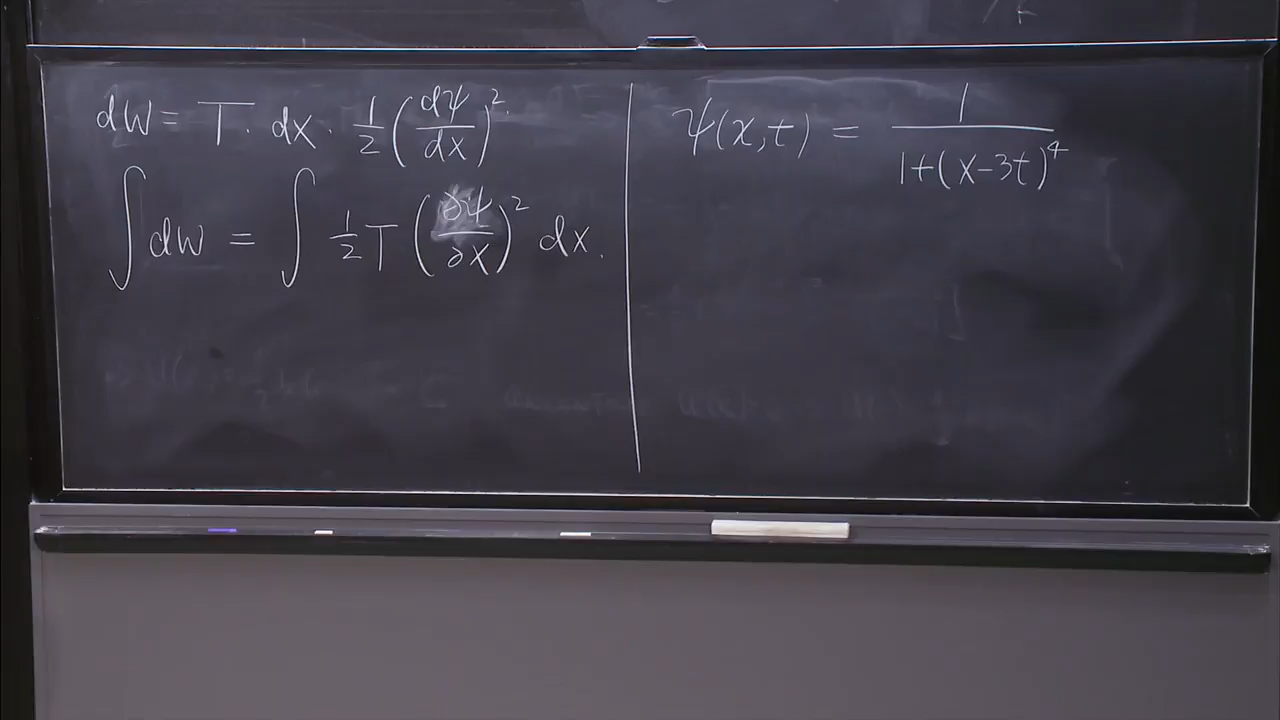 dW = T · dx · 1/2 (dψ/dx)².
∫ dW = ∫ 1/2 T (∂ψ/∂x)² dx.
ψ(x,t) = 1/(1+(x-3t)⁴)